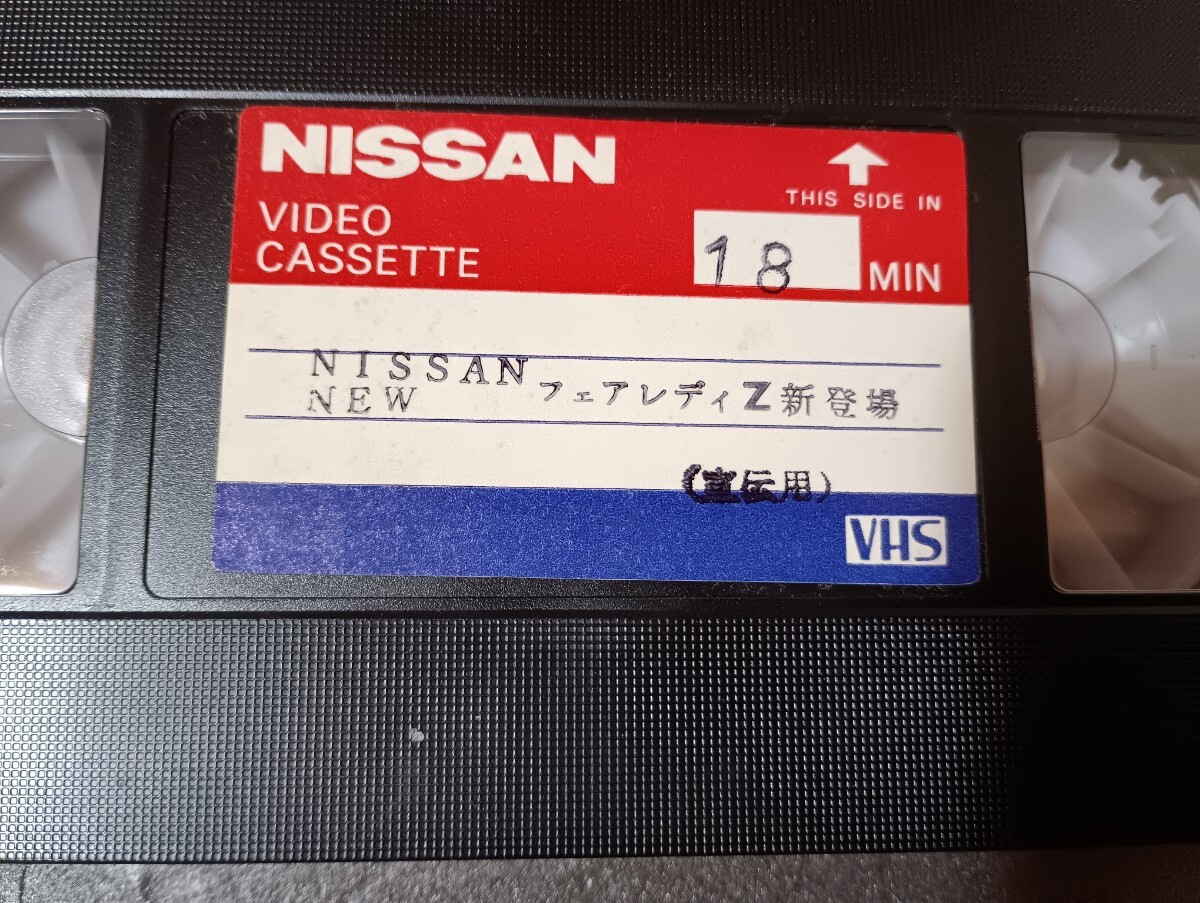 NISSAN
VIDEO
CASSETTE
THIS SIDE IN
18 MIN
NISSAN
NEW フェアレディZ新登場
(宣伝用)
VHS